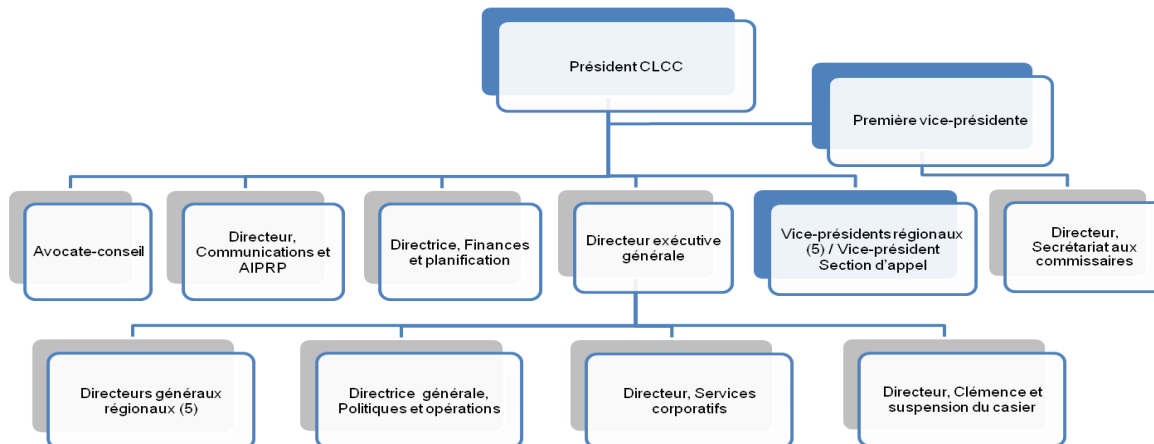 Président CLCC
Première vice-présidente
Avocate-conseil
Directeur,
Communications et
AIPRP
Directrice, Finances
et planification
Directeur exécutive
générale
Vice-présidents régionaux
(5) / Vice-président
Section d'appel
Directeur,
Secrétariat aux
commissaires
Directeurs généraux
régionaux (5)
Directrice générale,
Politiques et opérations
Directeur, Services
corporatifs
Directeur, Clémence et
suspension du casier